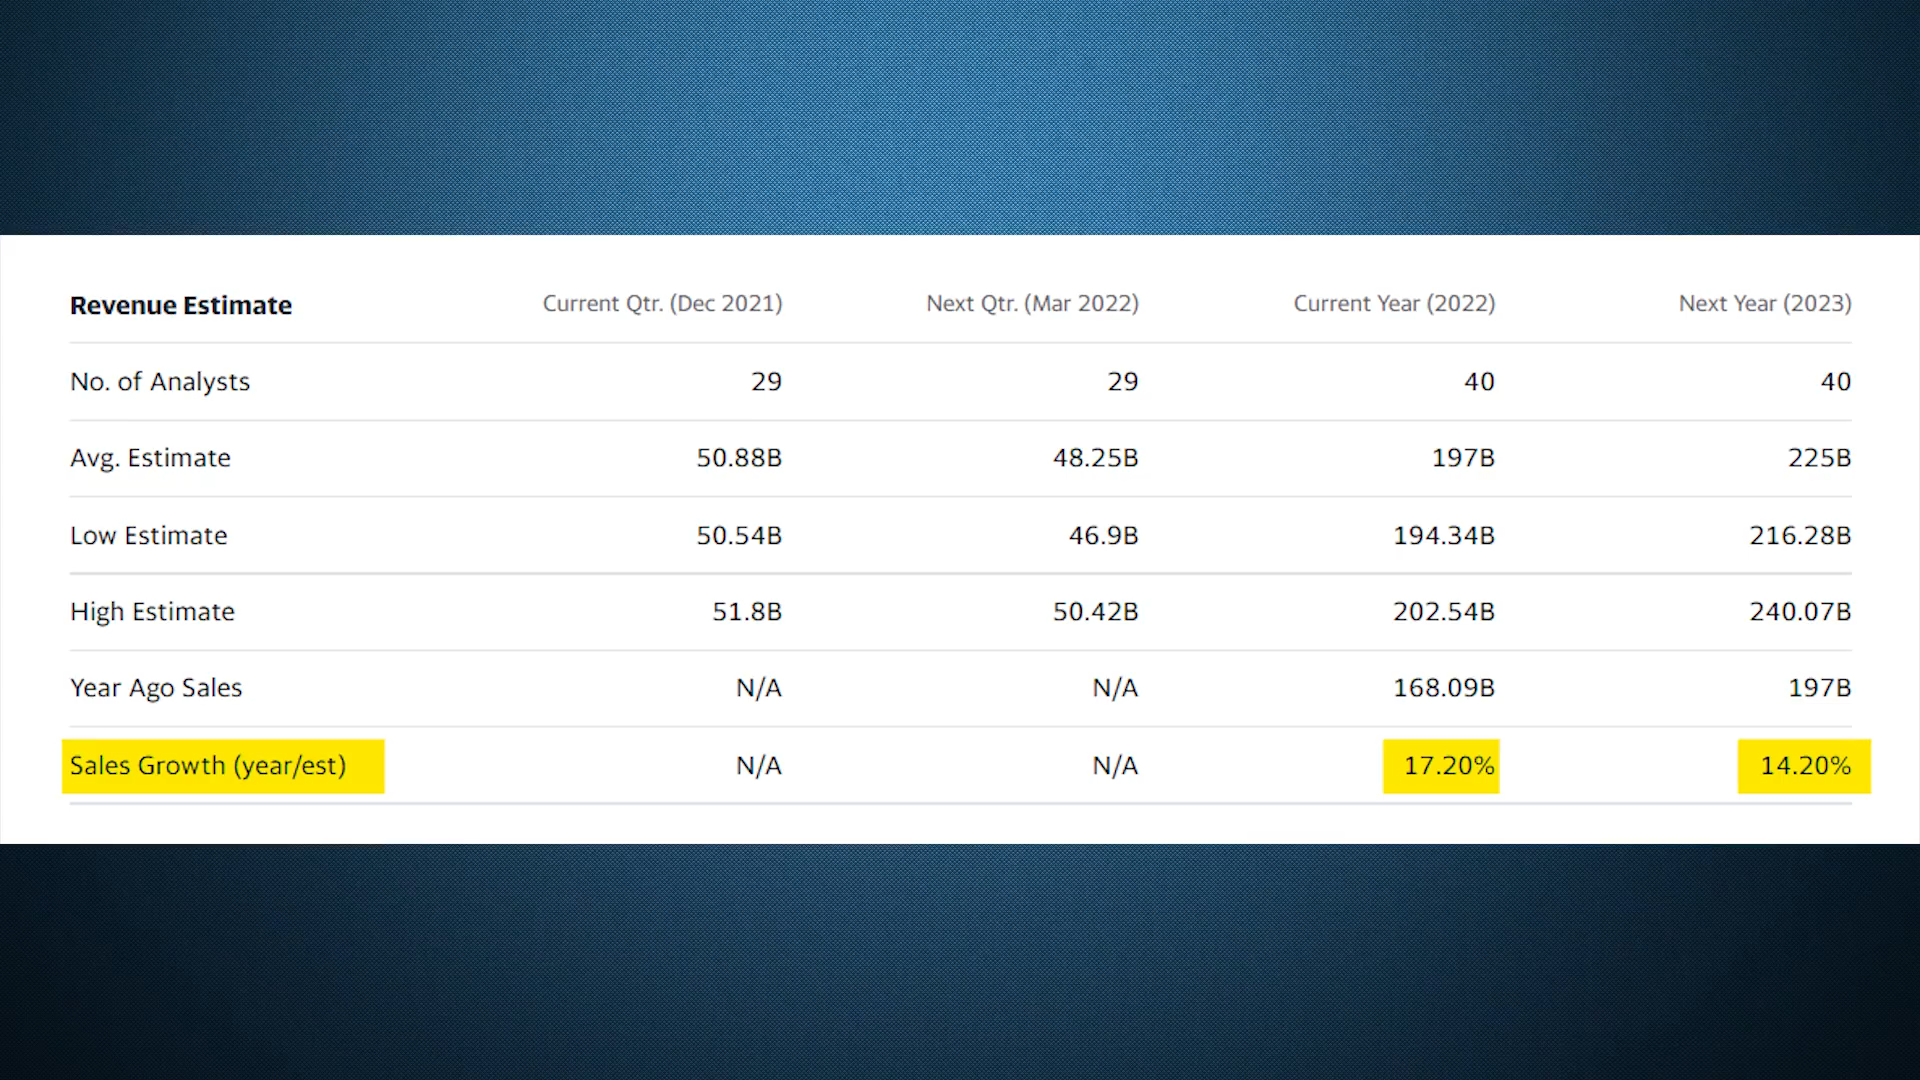 Revenue Estimate Current Qtr. (Dec 2021) Next Qtr. (Mar 2022) Current Year (2022) Next Year (2023)
No. of Analysts 29 29 40 40
Avg. Estimate 50.88B 48.25B 197B 225B
Low Estimate 50.54B 46.9B 194.34B 216.28B
High Estimate 51.8B 50.42B 202.54B 240.07B
Year Ago Sales N/A N/A 168.09B 197B
Sales Growth (year/est) N/A N/A 17.20% 14.20%